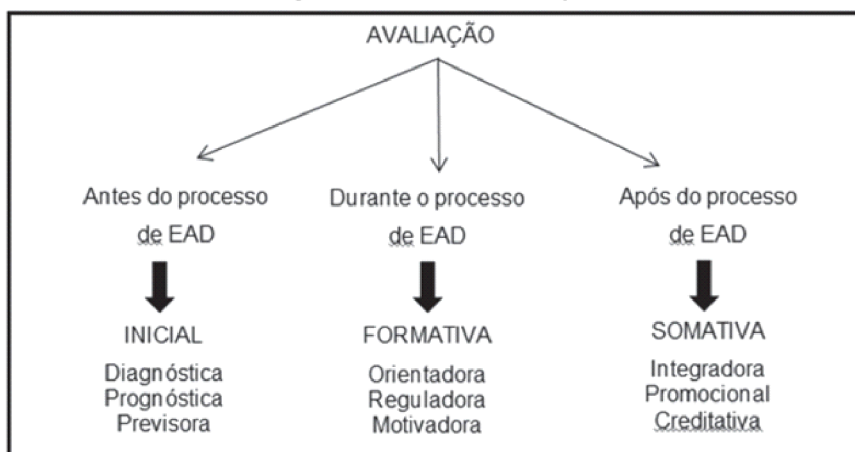 AVALIAÇÃO
Antes do processo
de EAD
Durante o processo
de EAD
Após do processo
de EAD
INICIAL
Diagnóstica
Prognóstica
Previsora
FORMATIVA
Orientadora
Reguladora
Motivadora
SOMATIVA
Integradora
Promocional
Creditativa